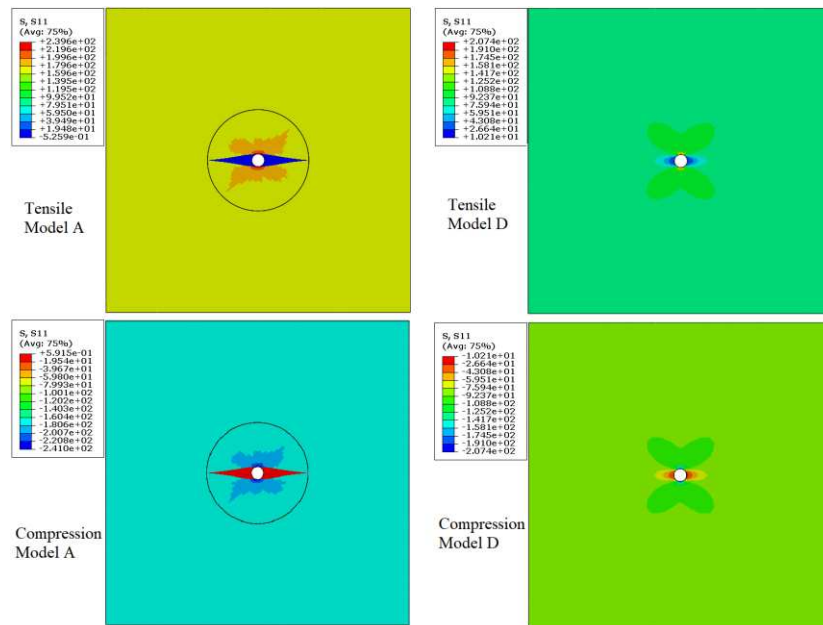 S, S11
(Avg: 75%)
+2.396e+02
+2.196e+02
+1.996e+02
+1.796e+02
+1.596e+02
+1.395e+02
+1.195e+02
+9.952e+01
+7.951e+01
+5.950e+01
+3.949e+01
+1.948e+01
-5.259e-01
Tensile
Model A
S, S11
(Avg: 75%)
+2.074e+02
+1.910e+02
+1.745e+02
+1.581e+02
+1.417e+02
+1.252e+02
+1.088e+02
+9.237e+01
+7.594e+01
+5.951e+01
+4.308e+01
+2.664e+01
+1.021e+01
Tensile
Model D
S, S11
(Avg: 75%)
+5.915e-01
-1.954e+01
-3.967e+01
-5.980e+01
-7.993e+01
-1.001e+02
-1.202e+02
-1.403e+02
-1.604e+02
-1.806e+02
-2.007e+02
-2.208e+02
-2.410e+02
Compression
Model A
S, S11
(Avg: 75%)
-1.021e+01
-2.664e+01
-4.308e+01
-5.951e+01
-7.594e+01
-9.237e+01
-1.088e+02
-1.252e+02
-1.417e+02
-1.581e+02
-1.745e+02
-1.910e+02
-2.074e+02
Compression
Model D